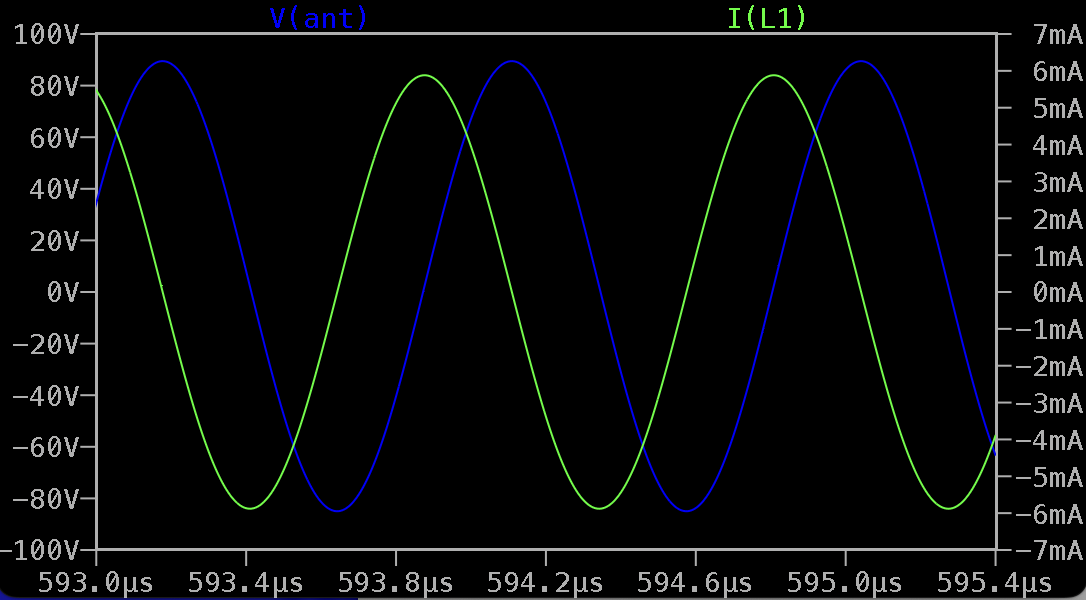 V(ant) I(L1)
100V 7mA
80V 6mA
60V 5mA
40V 4mA
20V 3mA
0V 2mA
−20V 1mA
−40V 0mA
−60V −1mA
−80V −2mA
−100V −3mA
−4mA
−5mA
−6mA
−7mA
593.0µs 593.4µs 593.8µs 594.2µs 594.6µs 595.0µs 595.4µs